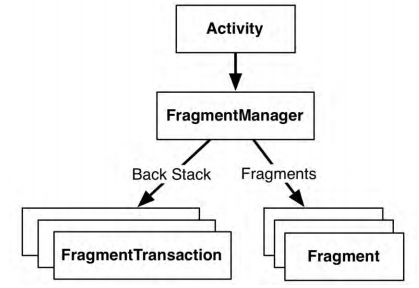 Activity
FragmentManager
Back Stack
Fragments
FragmentTransaction
Fragment